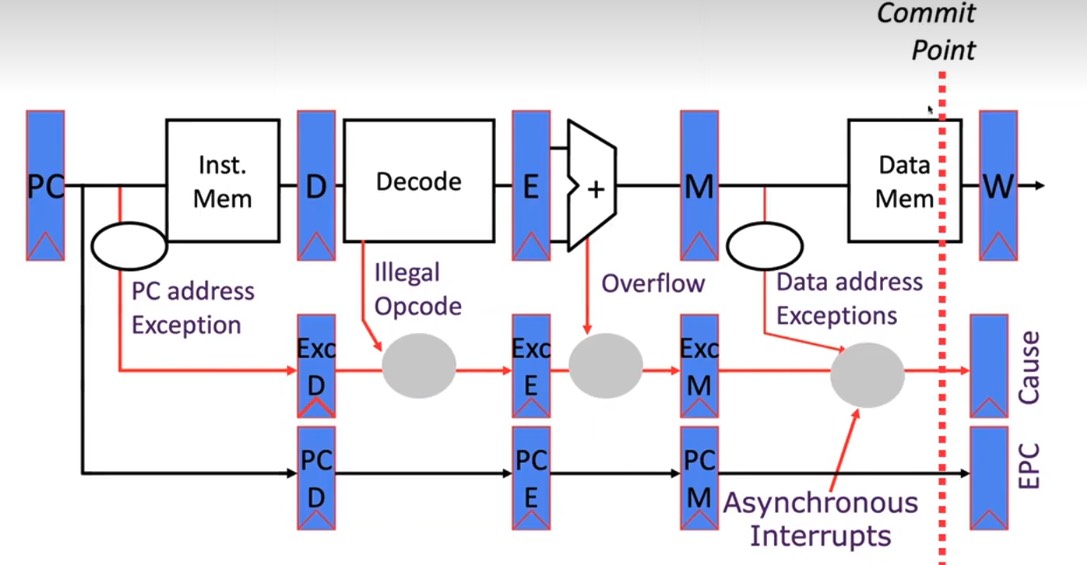 Commit
Point
PC
Inst.
Mem
D
Decode
E
+
M
Data
Mem
W
PC address
Exception
Illegal
Opcode
Overflow
Data address
Exceptions
Exc
D
Exc
E
Exc
M
Cause
PC
D
PC
E
PC
M
EPC
Asynchronous
Interrupts